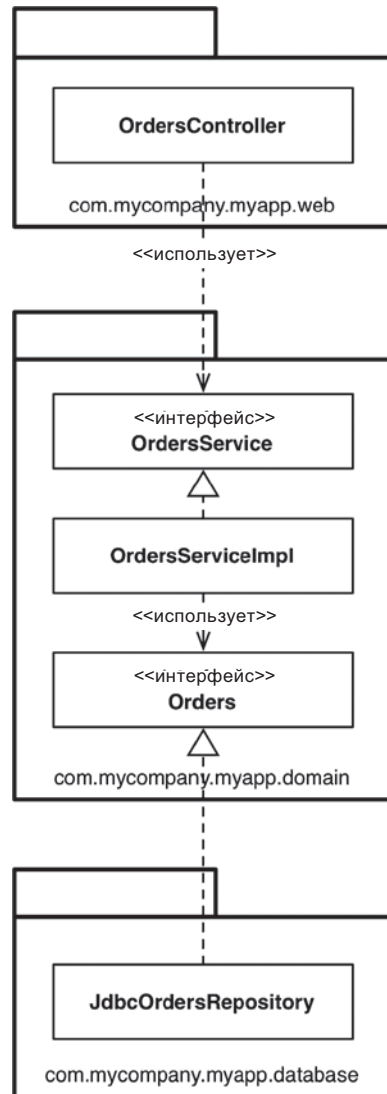 OrdersController
com.mycompany.myapp.web
<<использует>>
<<интерфейс>>
OrdersService
OrdersServiceImpl
<<использует>>
<<интерфейс>>
Orders
com.mycompany.myapp.domain
JdbcOrdersRepository
com.mycompany.myapp.database